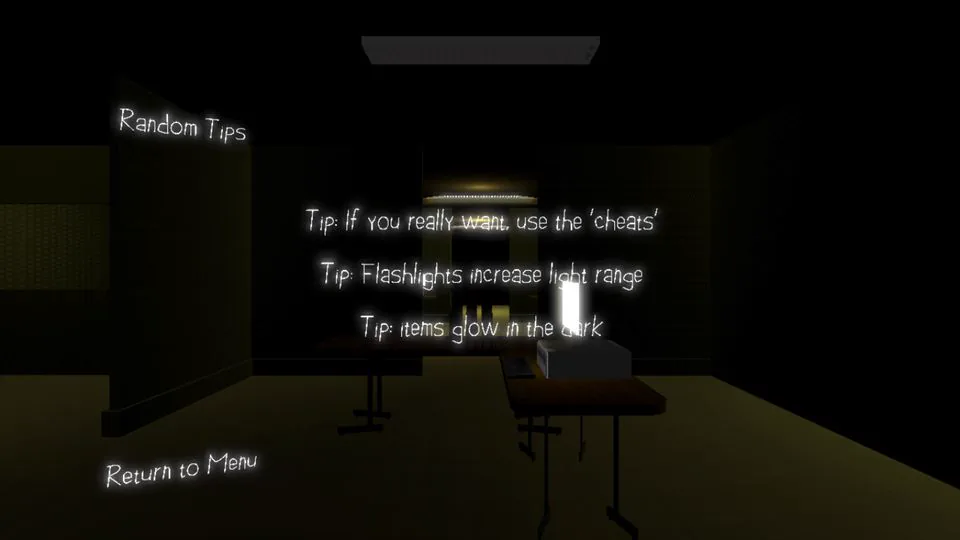 Random Tips
Tip: If you really want, use the 'cheats'
Tip: Flashlights increase light range
Tip: items glow in the dark
Return to Menu